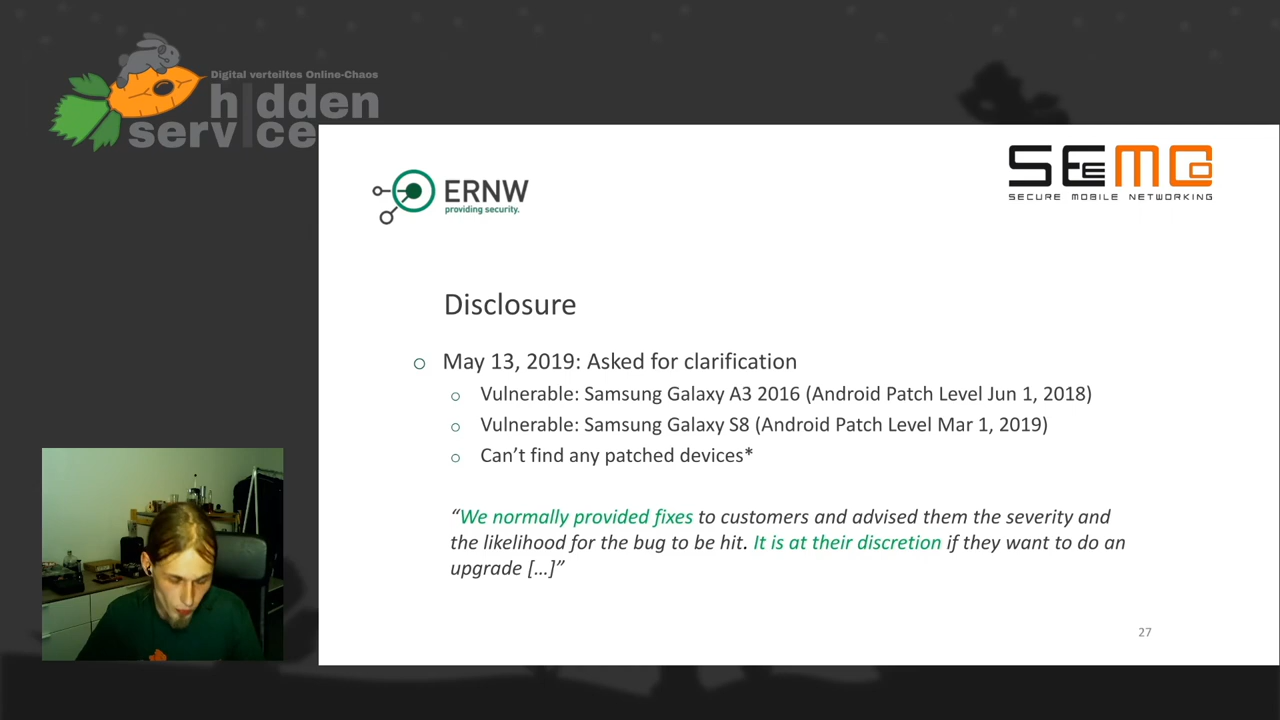 Digital verteiltes Online-Chaos
hidden
service
ERNW
providing security.
SEEMOO
SECURE MOBILE NETWORKING
Disclosure
o May 13, 2019: Asked for clarification
o Vulnerable: Samsung Galaxy A3 2016 (Android Patch Level Jun 1, 2018)
o Vulnerable: Samsung Galaxy S8 (Android Patch Level Mar 1, 2019)
o Can’t find any patched devices*
“We normally provided fixes to customers and advised them the severity and
the likelihood for the bug to be hit. It is at their discretion if they want to do an
upgrade […]”
27